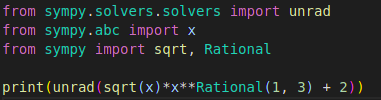 from sympy.solvers.solvers import unrad
from sympy.abc import x
from sympy import sqrt, Rational
print(unrad(sqrt(x)*x**Rational(1, 3) + 2))